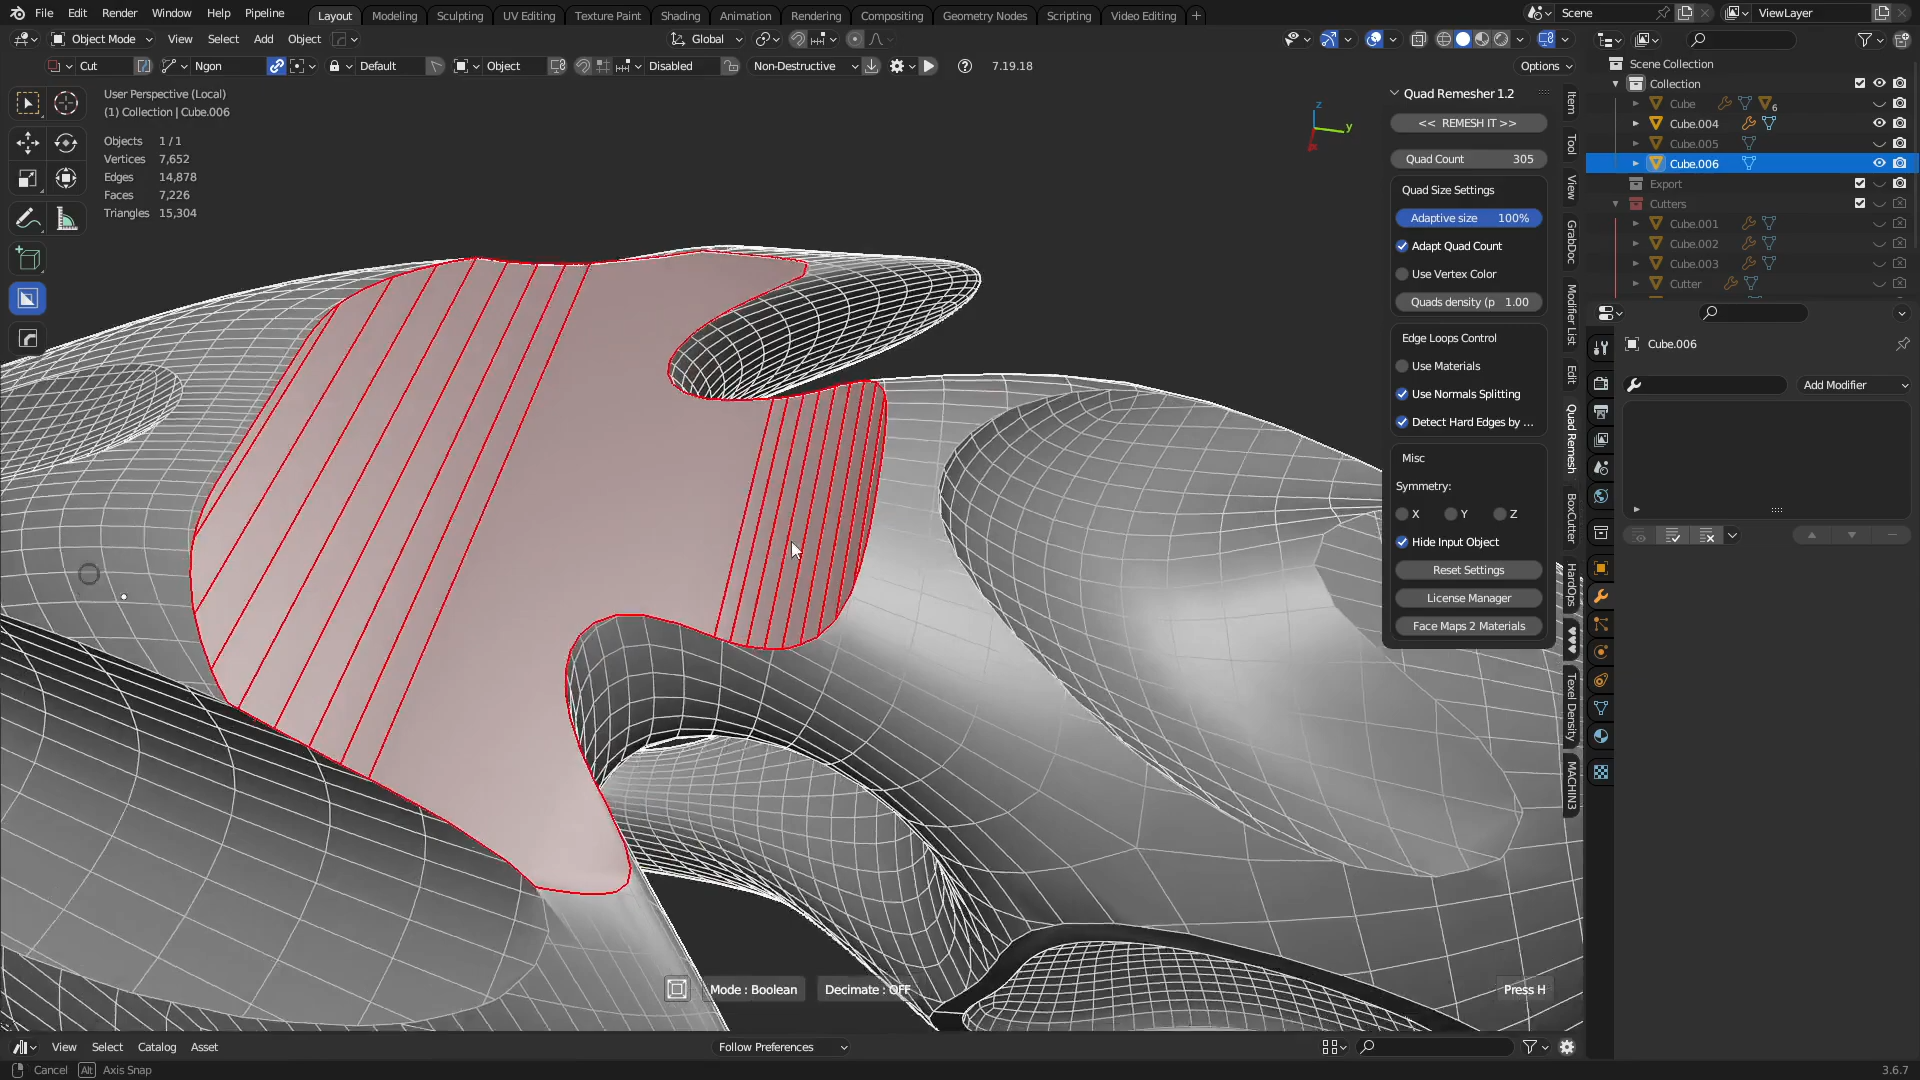 File Edit Render Window Help Pipeline Layout Modeling Sculpting UV Editing Texture Paint Shading Animation Rendering Compositing Geometry Nodes Scripting Video Editing + Scene ViewLayer
Object Mode View Select Add Object Global
Cut Ngon Default Object Disabled Non-Destructive 7.19.18 Options
User Perspective (Local)
(1) Collection | Cube.006
Objects 1 / 1
Vertices 7,652
Edges 14,878
Faces 7,226
Triangles 15,304
z
y
Quad Remesher 1.2
<< REMESH IT >>
Quad Count 305
Quad Size Settings
Adaptive size 100%
Adapt Quad Count
Use Vertex Color
Quads density (p 1.00
Edge Loops Control
Use Materials
Use Normals Splitting
Detect Hard Edges by ...
Misc
Symmetry:
X Y Z
Hide Input Object
Reset Settings
License Manager
Face Maps 2 Materials
Item
Tool
View
GrabDoc
Modifier List
Edit
Quad Remesh
BoxCutter
HardOps
♥♥♥
Texel Density
MACHIN3
Scene Collection
Collection
Cube 6
Cube.004
Cube.005
Cube.006
Export
Cutters
Cube.001
Cube.002
Cube.003
Cutter
Cube.006
Add Modifier
Mode : Boolean Decimate : OFF Press H
View Select Catalog Asset Follow Preferences
Cancel Alt Axis Snap 3.6.7